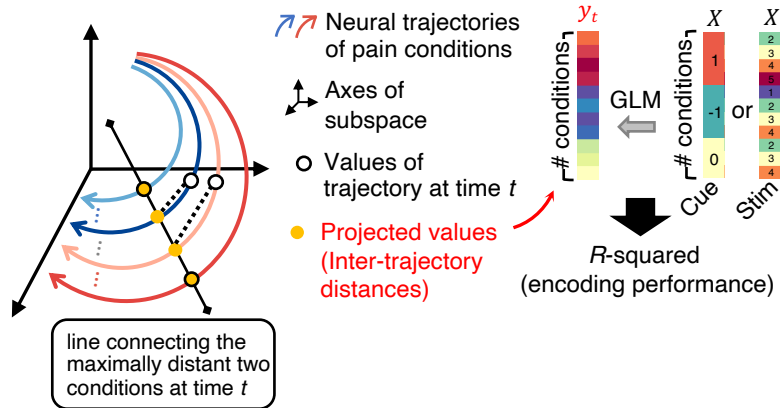 Neural trajectories
of pain conditions
Axes of
subspace
Values of
trajectory at time t
Projected values
(Inter-trajectory
distances)
line connecting the
maximally distant two
conditions at time t
y_t
# conditions
GLM
X
# conditions
1
-1
0
Cue
or
X
2
3
4
5
1
2
3
4
2
3
4
Stim
R-squared
(encoding performance)